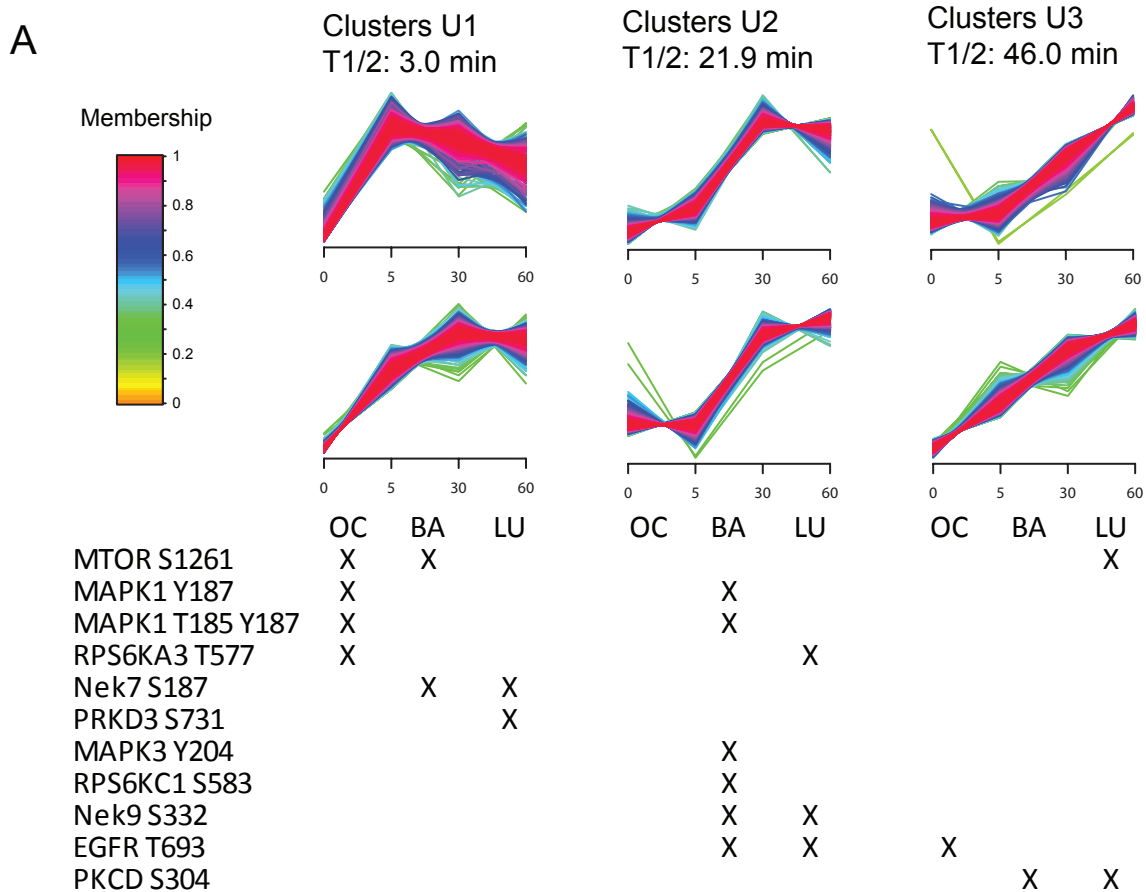 A
Clusters U1
T1/2: 3.0 min
Clusters U2
T1/2: 21.9 min
Clusters U3
T1/2: 46.0 min
Membership
1
0.8
0.6
0.4
0.2
0
0 5 30 60
0 5 30 60
0 5 30 60
0 5 30 60
0 5 30 60
0 5 30 60
OC BA LU OC BA LU OC BA LU
MTOR S1261 X X X
MAPK1 Y187 X X
MAPK1 T185 Y187 X X
RPS6KA3 T577 X X
Nek7 S187 X X
PRKD3 S731 X
MAPK3 Y204 X
RPS6KC1 S583 X
Nek9 S332 X X
EGFR T693 X X X
PKCD S304 X X